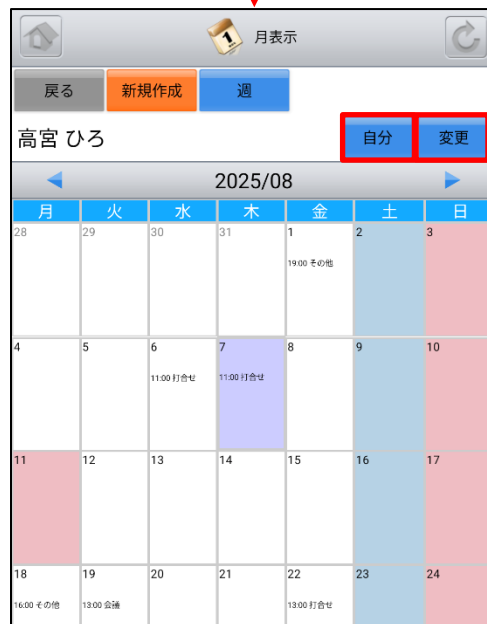 1 月表示
戻る 新規作成 週
高宮 ひろ 自分 変更
2025/08
月 火 水 木 金 土 日
28 29 30 31 1 2 3
19:00 その他
4 5 6 7 8 9 10
11:00 打合せ 11:00 打合せ
11 12 13 14 15 16 17
18 19 20 21 22 23 24
16:00 その他 13:00 会議 13:00 打合せ